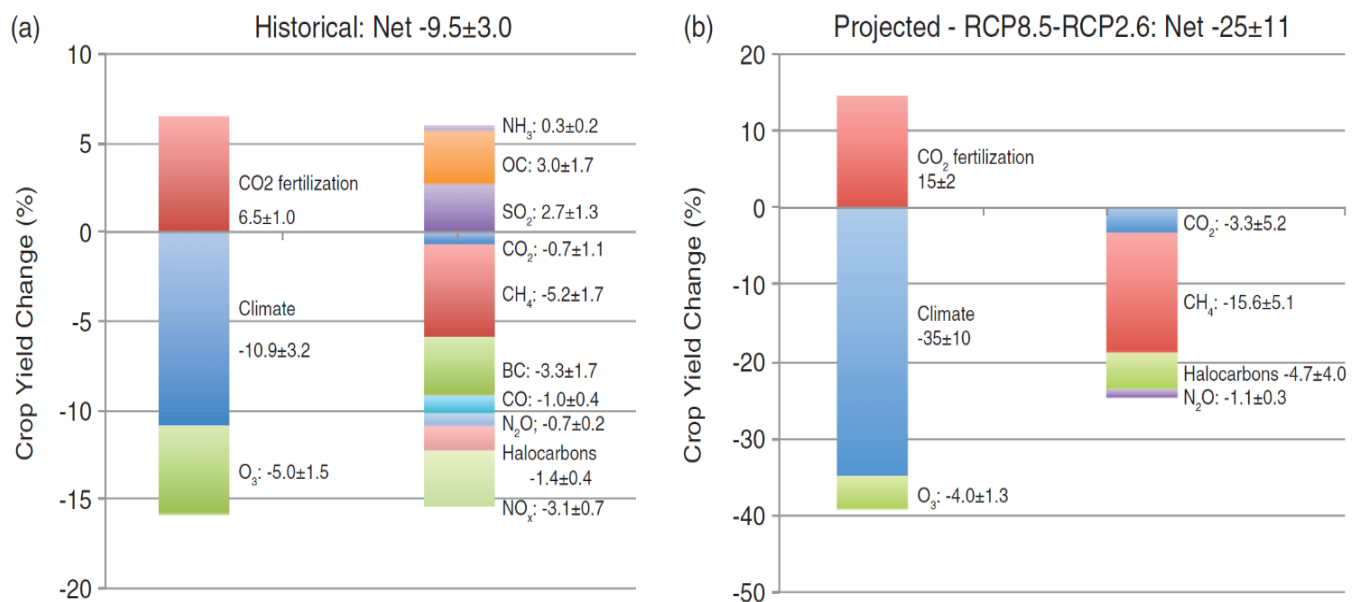 (a)
Historical: Net -9.5±3.0
Crop Yield Change (%)
10
5
0
-5
-10
-15
-20
CO2 fertilization
6.5±1.0
Climate
-10.9±3.2
O₃: -5.0±1.5
NH₃: 0.3±0.2
OC: 3.0±1.7
SO₂: 2.7±1.3
CO₂: -0.7±1.1
CH₄: -5.2±1.7
BC: -3.3±1.7
CO: -1.0±0.4
N₂O; -0.7±0.2
Halocarbons
-1.4±0.4
NOₓ: -3.1±0.7
(b)
Projected - RCP8.5-RCP2.6: Net -25±11
Crop Yield Change (%)
20
10
0
-10
-20
-30
-40
-50
CO₂ fertilization
15±2
Climate
-35±10
O₃: -4.0±1.3
CO₂: -3.3±5.2
CH₄: -15.6±5.1
Halocarbons -4.7±4.0
N₂O: -1.1±0.3